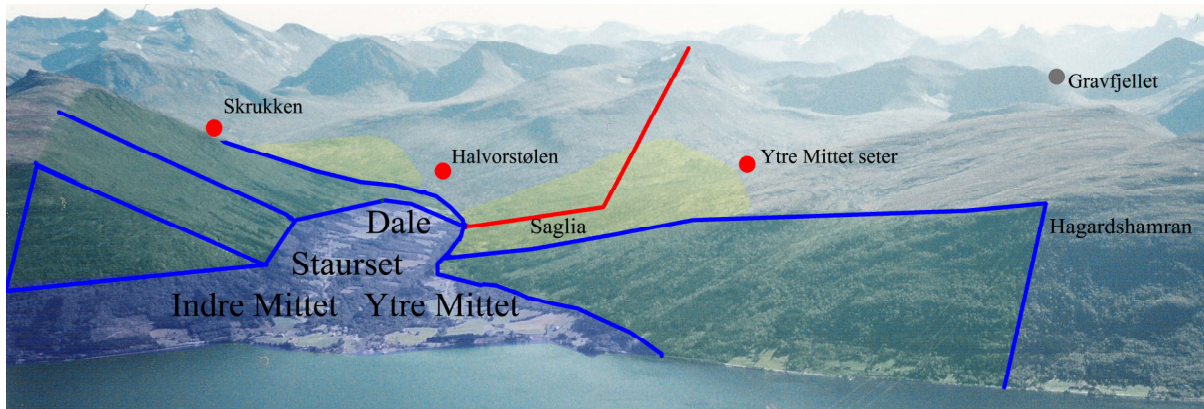 Skrukken
Gravfjellet
Halvorstølen
Ytre Mittet seter
Dale
Saglia
Hagardshamran
Staurset
Indre Mittet
Ytre Mittet